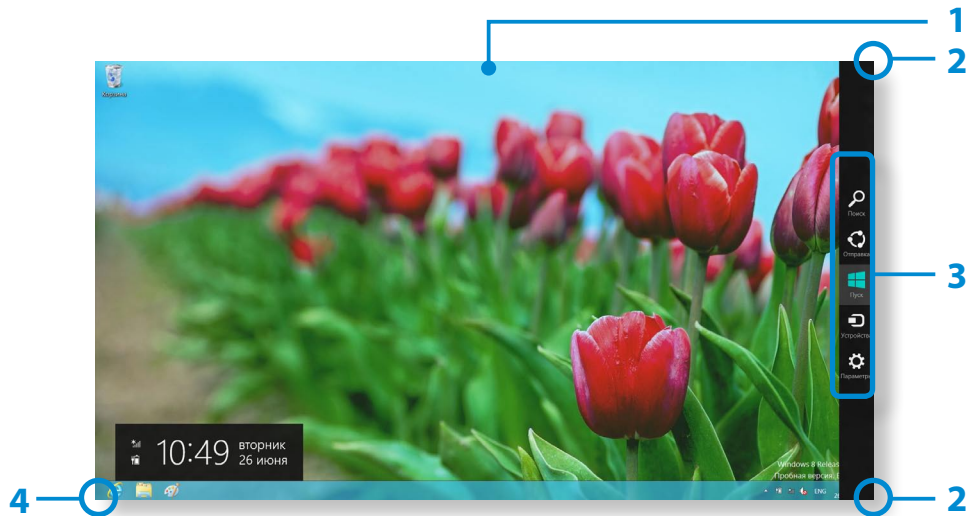 1
2
Корзина
Поиск
Отправка
3
Пуск
Устройства
Параметры
10:49 вторник
26 июня
Windows 8 Releas
Пробная версия.
ENG
4
2